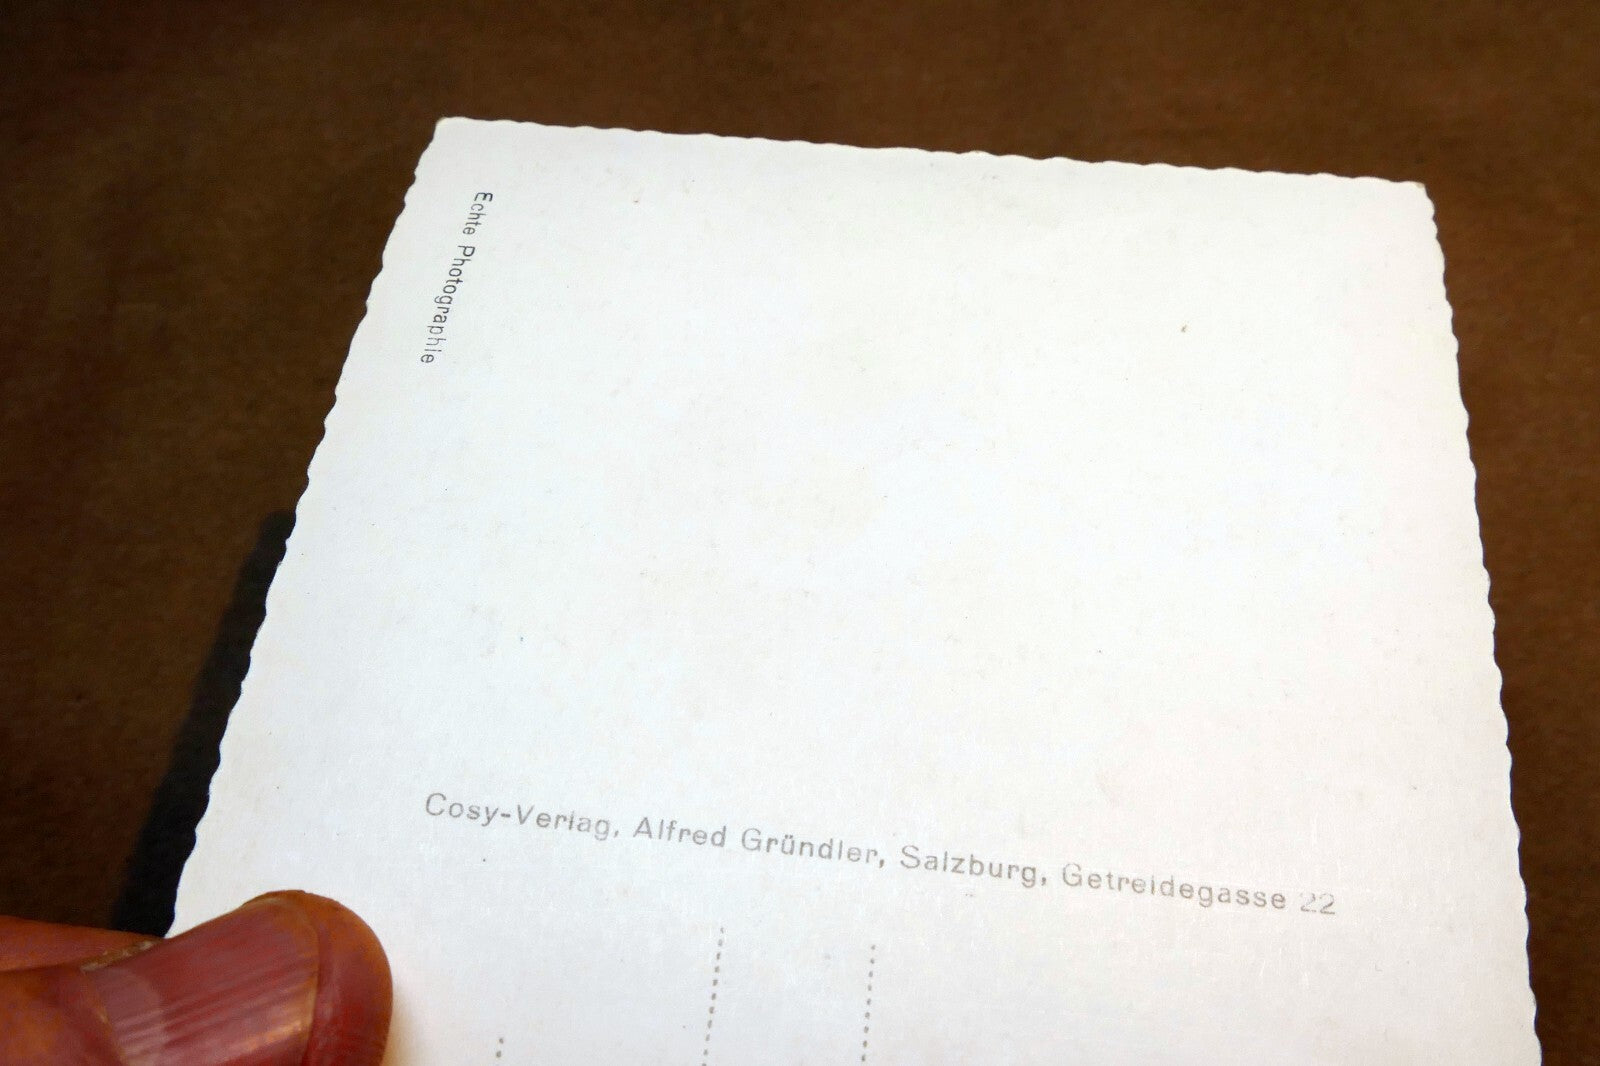 Echte Photographie
Cosy-Verlag, Alfred Gründler, Salzburg, Getreidegasse 22